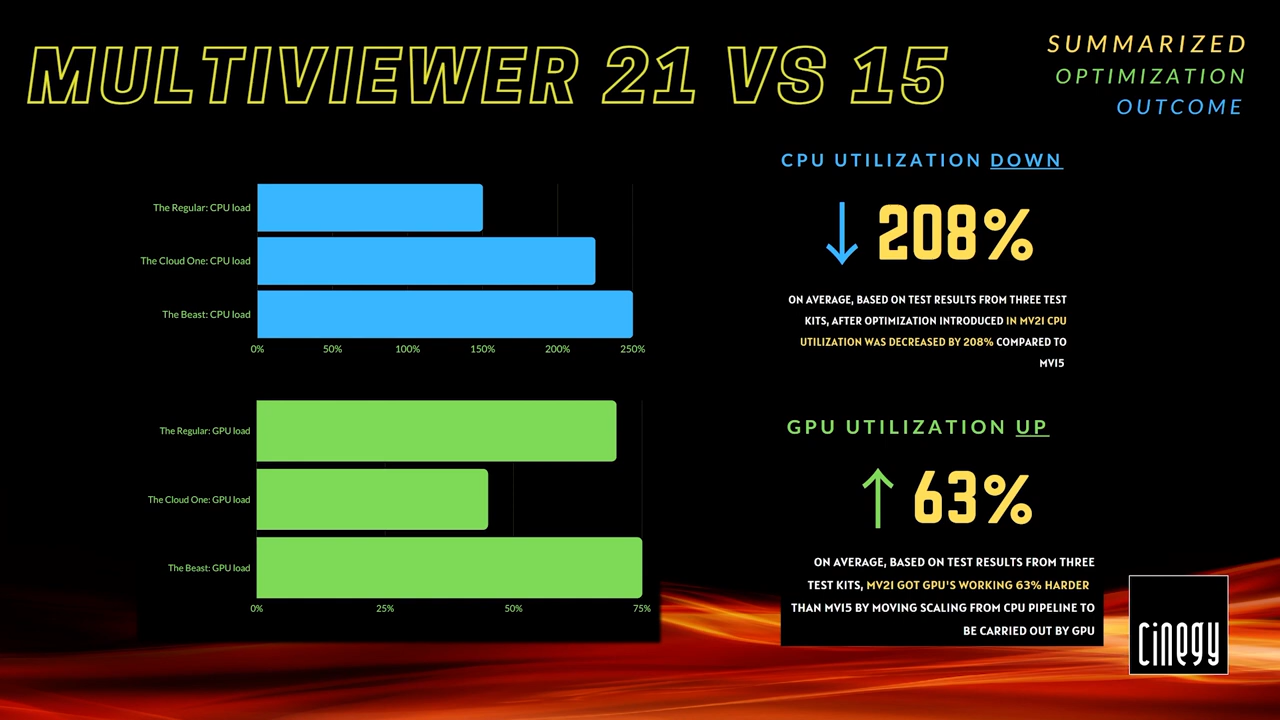 MULTIVIEWER 21 VS 15
SUMMARIZED
OPTIMIZATION
OUTCOME
The Regular: CPU load
The Cloud One: CPU load
The Beast: CPU load
0% 50% 100% 150% 200% 250%
CPU UTILIZATION DOWN
↓ 208%
ON AVERAGE, BASED ON TEST RESULTS FROM THREE TEST
KITS, AFTER OPTIMIZATION INTRODUCED IN MV21 CPU
UTILIZATION WAS DECREASED BY 208% COMPARED TO
MV15
The Regular: GPU load
The Cloud One: GPU load
The Beast: GPU load
0% 25% 50% 75%
GPU UTILIZATION UP
↑ 63%
ON AVERAGE, BASED ON TEST RESULTS FROM THREE
TEST KITS, MV21 GOT GPU'S WORKING 63% HARDER
THAN MV15 BY MOVING SCALING FROM CPU PIPELINE TO
BE CARRIED OUT BY GPU
cinegy